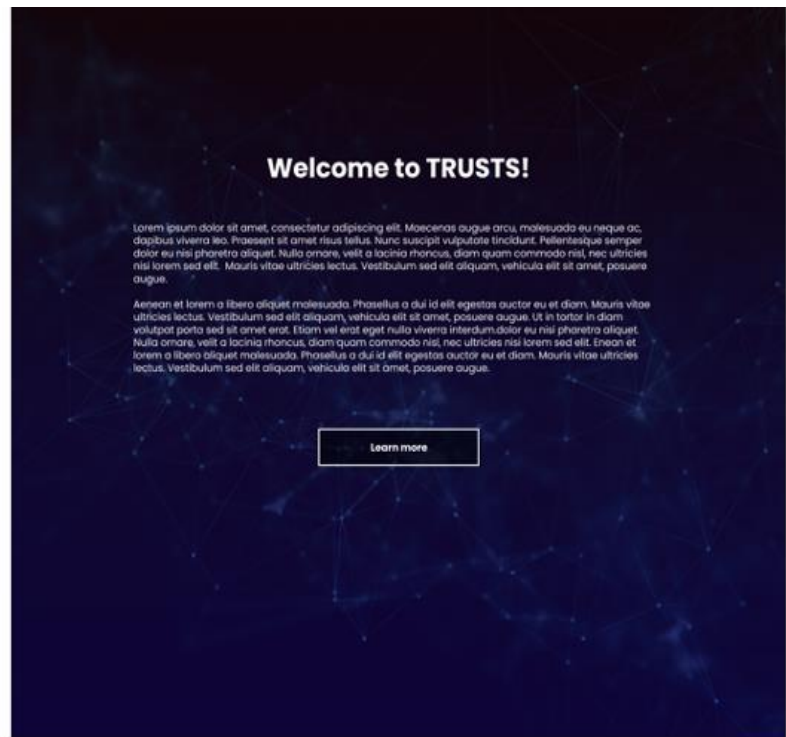 Welcome to TRUSTS!
Lorem ipsum dolor sit amet, consectetur adipiscing elit. Maecenas augue arcu, malesuada eu neque ac,
dapibus viverra leo. Praesent sit amet risus tellus. Nunc suscipit vulputate tincidunt. Pellentesque semper
dolor eu nisi pharetra aliquet. Nulla ornare, velit a lacinia rhoncus, diam quam commodo nisl, nec ultricies
nisi lorem sed elit. Mauris vitae ultricies lectus. Vestibulum sed elit aliquam, vehicula elit sit amet, posuere
augue.
Aenean et lorem a libero aliquet malesuada. Phasellus a dui id elit egestas auctor eu et diam. Mauris vitae
ultricies lectus. Vestibulum sed elit aliquam, vehicula elit sit amet, posuere augue. Ut in tortor in diam
volutpat porta sed sit amet erat. Etiam vel erat eget nulla viverra interdum.dolor eu nisi pharetra aliquet.
Nulla ornare, velit a lacinia rhoncus, diam quam commodo nisl, nec ultricies nisi lorem sed elit. Enean et
lorem a libero aliquet malesuada. Phasellus a dui id elit egestas auctor eu et diam. Mauris vitae ultricies
lectus. Vestibulum sed elit aliquam, vehicula elit sit amet, posuere augue.
Learn more